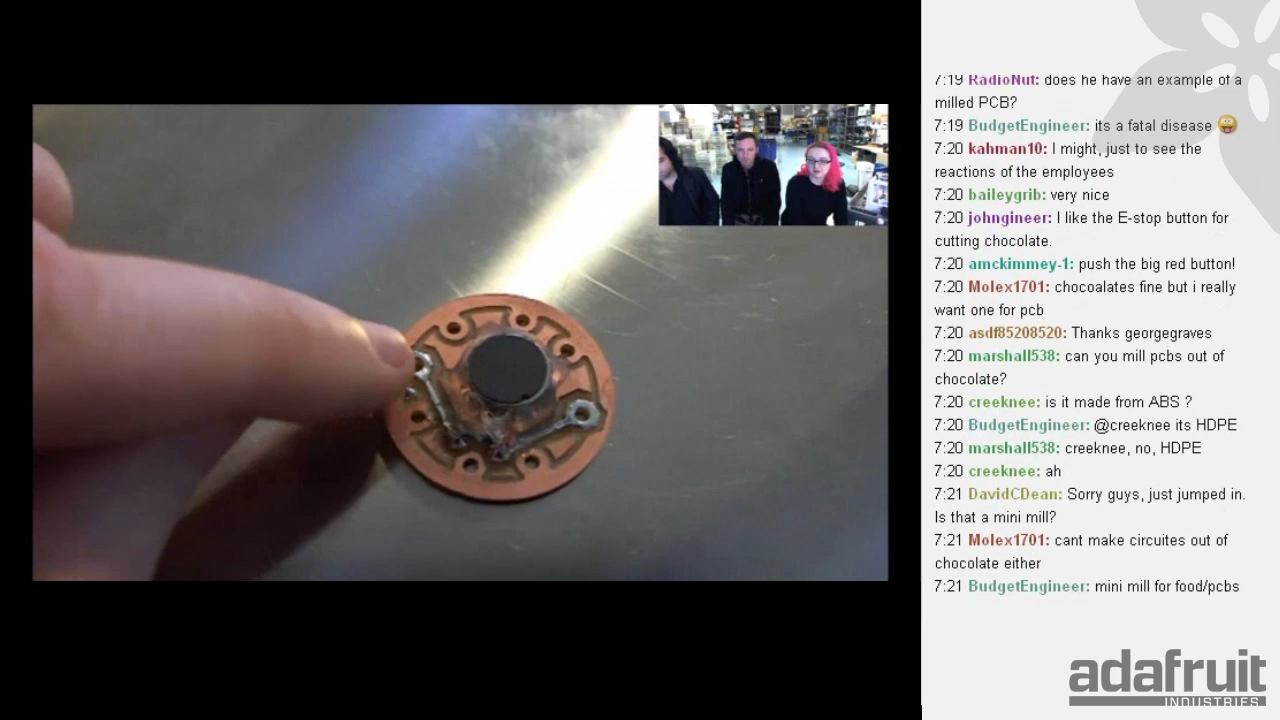 7:19 RadioNut: does he have an example of a
milled PCB?
7:19 BudgetEngineer: its a fatal disease
7:20 kahman10: I might, just to see the
reactions of the employees
7:20 baileygrib: very nice
7:20 johngineer: I like the E-stop button for
cutting chocolate.
7:20 amckimmey-1: push the big red button!
7:20 Molex1701: chocoalates fine but i really
want one for pcb
7:20 asdf85208520: Thanks georgegraves
7:20 marshall538: can you mill pcbs out of
chocolate?
7:20 creeknee: is it made from ABS ?
7:20 BudgetEngineer: @creeknee its HDPE
7:20 marshall538: creeknee, no, HDPE
7:20 creeknee: ah
7:21 DavidCDean: Sorry guys, just jumped in.
Is that a mini mill?
7:21 Molex1701: cant make circuites out of
chocolate either
7:21 BudgetEngineer: mini mill for food/pcbs
adafruit
INDUSTRIES